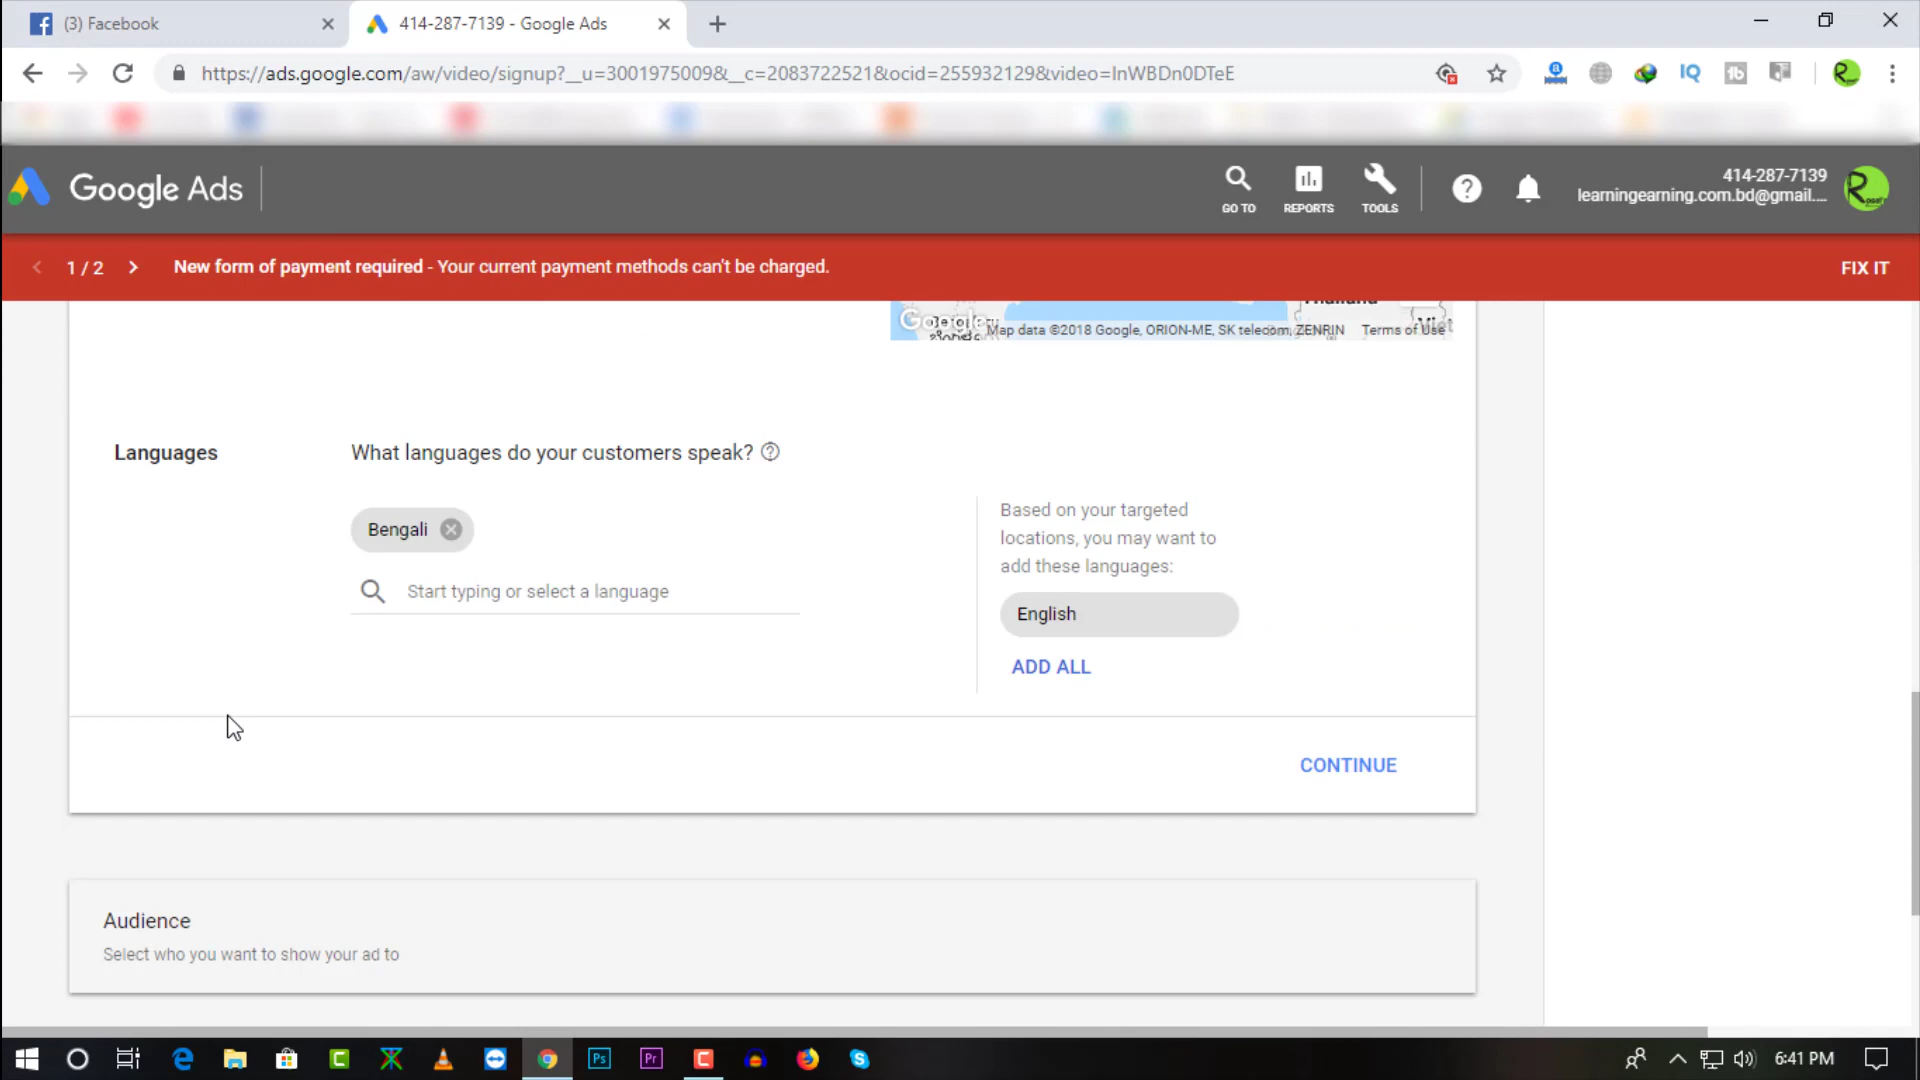 (3) Facebook
414-287-7139 - Google Ads
https://ads.google.com/aw/video/signup?__u=3001975009&__c=2083722521&ocid=255932129&video=InWBDn0DTeE
IQ
Google Ads
GO TO
REPORTS
TOOLS
414-287-7139
learningearning.com.bd@gmail....
1 / 2
New form of payment required - Your current payment methods can't be charged.
FIX IT
Thailand
Google
Map data ©2018 Google, ORION-ME, SK telecom, ZENRIN
Terms of Use
Languages
What languages do your customers speak?
Bengali
Start typing or select a language
Based on your targeted
locations, you may want to
add these languages:
English
ADD ALL
CONTINUE
Audience
Select who you want to show your ad to
Ps
Pr
6:41 PM